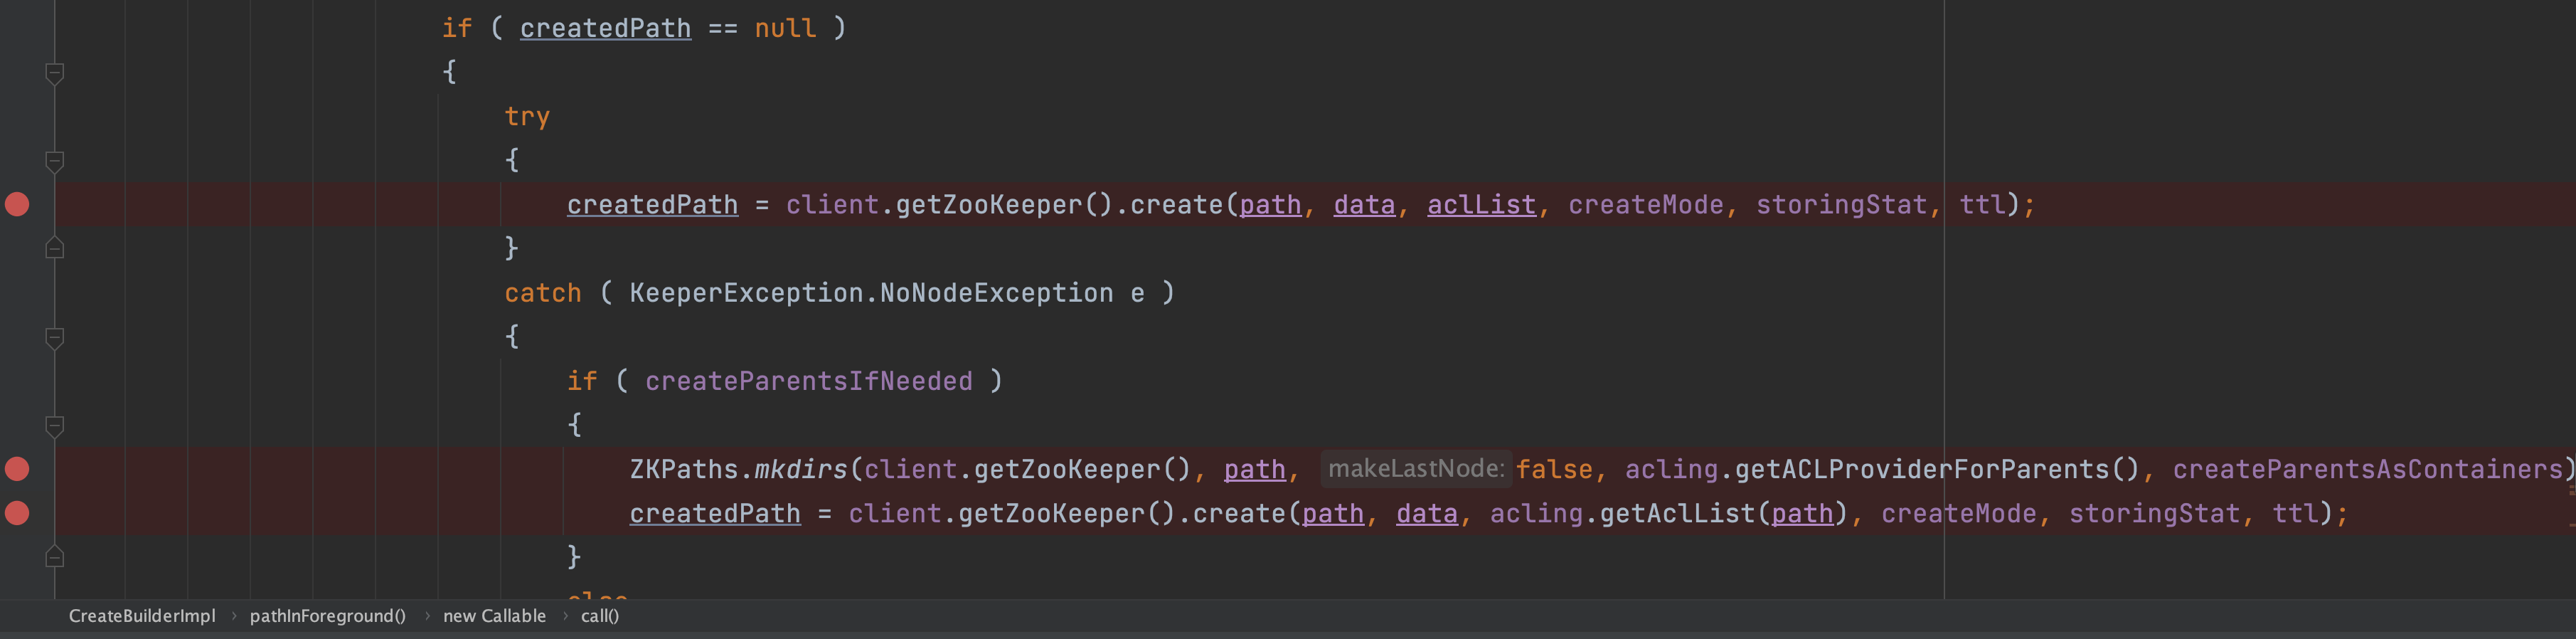 if ( createdPath == null )
{
try
{
createdPath = client.getZooKeeper().create(path, data, aclList, createMode, storingStat, ttl);
}
catch ( KeeperException.NoNodeException e )
{
if ( createParentsIfNeeded )
{
ZKPaths.mkdirs(client.getZooKeeper(), path, makeLastNode: false, acling.getACLProviderForParents(), createParentsAsContainers)
createdPath = client.getZooKeeper().create(path, data, acling.getAclList(path), createMode, storingStat, ttl);
}
else
CreateBuilderImpl › pathInForeground() › new Callable › call()